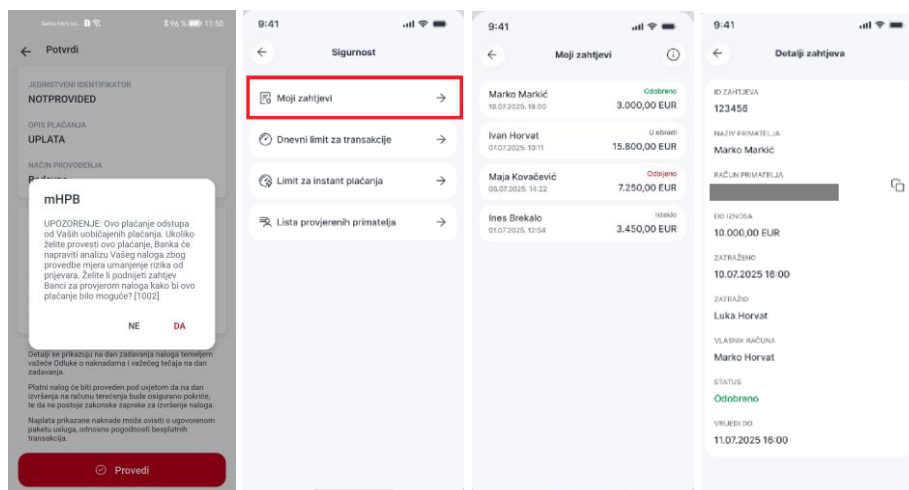 96 % 11:50
Potvrdi
JEDINSTVENI IDENTIFIKATOR
NOTPROVIDED
OPIS PLAĆANJA
UPLATA
NAČIN PROVOĐENJA
mHPB
UPOZORENJE: Ovo plaćanje odstupa
od Vaših uobičajenih plaćanja. Ukoliko
želite provesti ovo plaćanje, Banka će
napraviti analizu Vašeg naloga zbog
provedbe mjera umanjenje rizika od
prijevara. Želite li podnijeti zahtjev
Banci za provjerom naloga kako bi ovo
plaćanje bilo moguće? [1002]
NE DA
Detalji se prikazuju na dan zadavanja naloga temeljem
važeće Odluke o naknadama i važećeg tečaja na dan
zadavanja.
Platni nalog će biti proveden pod uvjetom da na dan
izvršenja na računu terećenja bude osigurano pokriće,
te da ne postoje zakonske zapreke za izvršenje naloga.
Naplata prikazane naknade može ovisiti o ugovorenom
paketu usluga, odnosno pogodnosti besplatnih
transakcija.
Provedi
9:41
Sigurnost
Moji zahtjevi
Dnevni limit za transakcije
Limit za instant plaćanja
Lista provjerenih primatelja
9:41
Moji zahtjevi
Marko Markić Odobreno
10.07.2025. 16:00 3.000,00 EUR
Ivan Horvat U obradi
07.07.2025. 10:11 15.800,00 EUR
Maja Kovačević Odbijeno
06.07.2025. 14:22 7.250,00 EUR
Ines Brekalo Isteklo
01.07.2025. 12:54 3.450,00 EUR
9:41
Detalji zahtjeva
ID ZAHTJEVA
123456
NAZIV PRIMATELJA
Marko Markić
RAČUN PRIMATELJA
DO IZNOSA
10.000,00 EUR
ZATRAŽENO
10.07.2025 16:00
ZATRAŽIO
Luka Horvat
VLASNIK RAČUNA
Marko Horvat
STATUS
Odobreno
VRIJEDI DO
11.07.2025 16:00